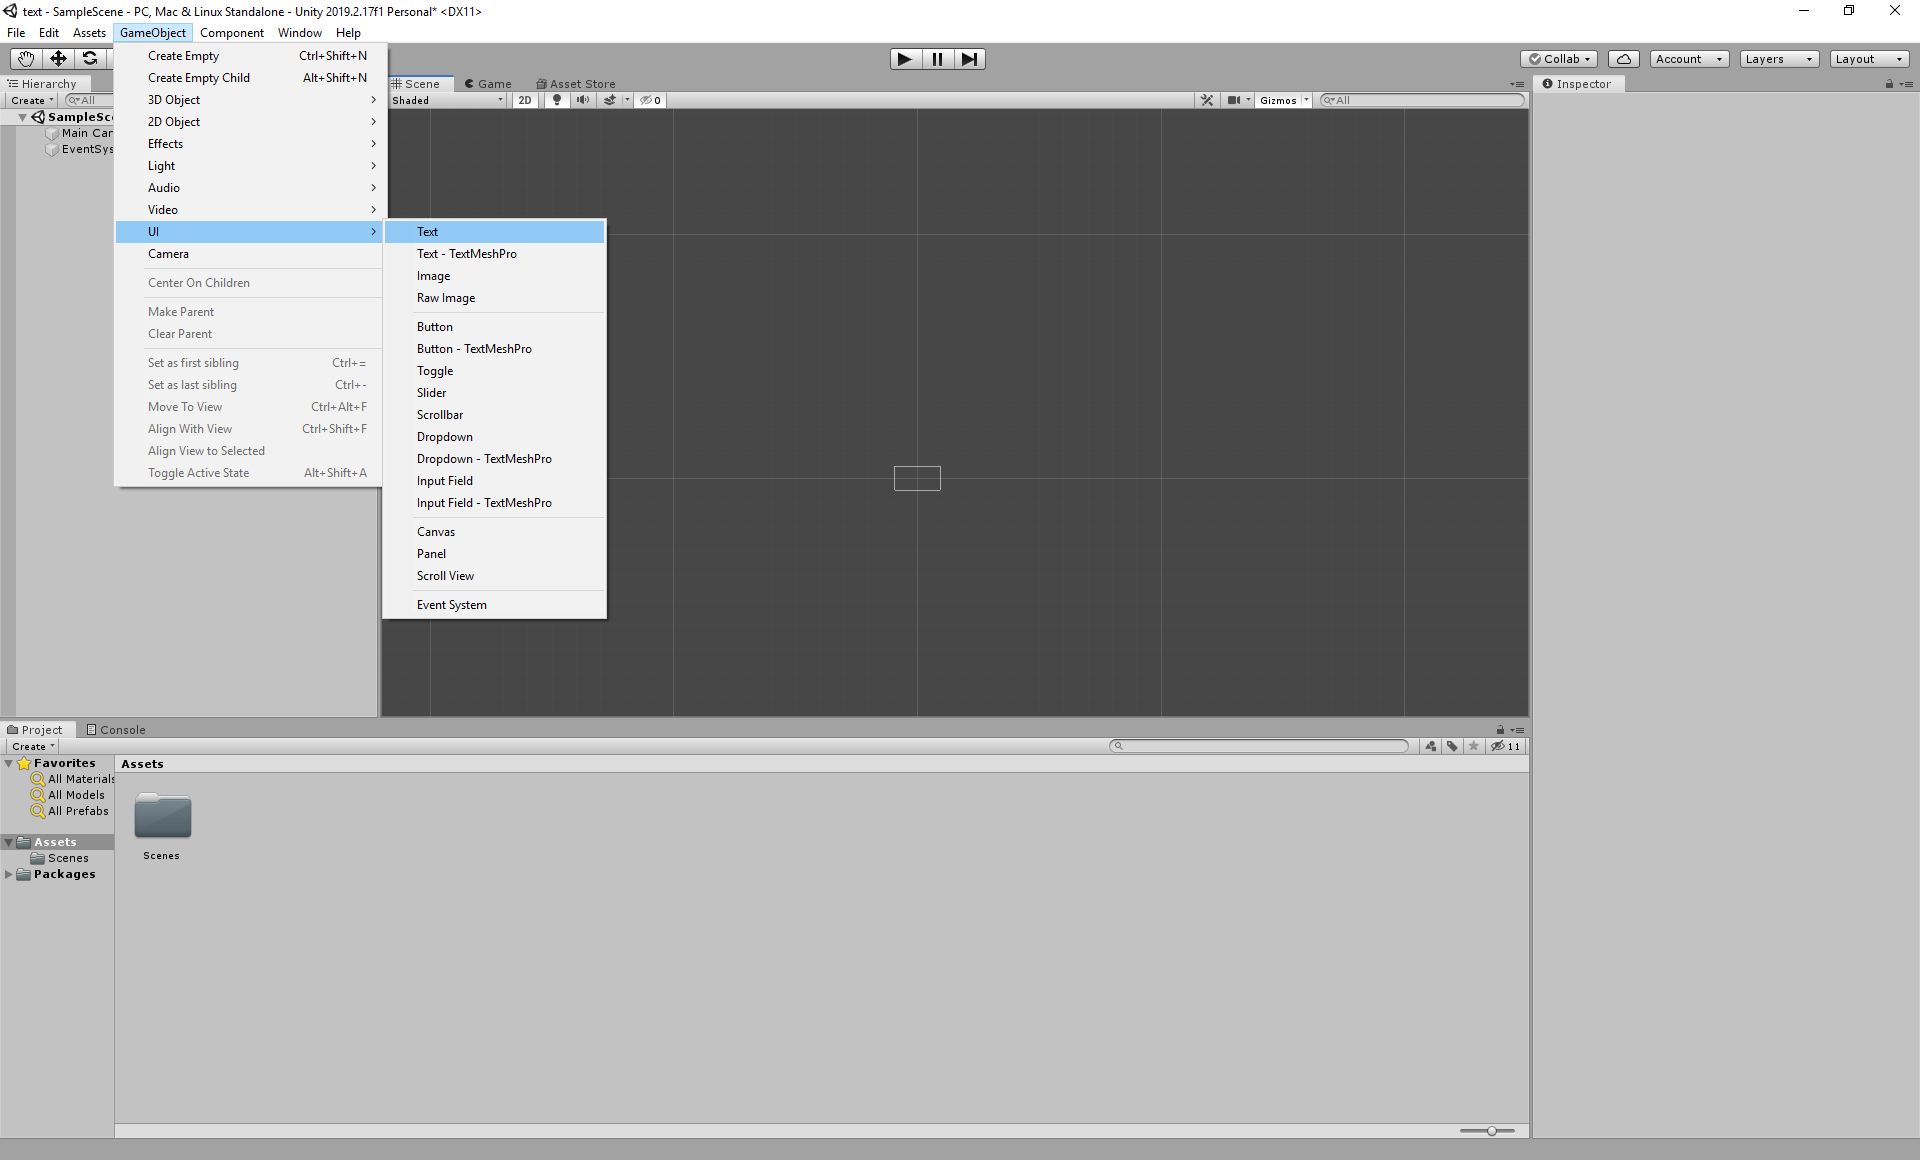 text - SampleScene - PC, Mac & Linux Standalone - Unity 2019.2.17f1 Personal* <DX11>
File Edit Assets GameObject Component Window Help
Collab Account Layers Layout
Create Empty Ctrl+Shift+N
Create Empty Child Alt+Shift+N
3D Object
2D Object
Effects
Light
Audio
Video
UI
Camera
Center On Children
Make Parent
Clear Parent
Set as first sibling Ctrl+=
Set as last sibling Ctrl+-
Move To View Ctrl+Alt+F
Align With View Ctrl+Shift+F
Align View to Selected
Toggle Active State Alt+Shift+A
Text
Text - TextMeshPro
Image
Raw Image
Button
Button - TextMeshPro
Toggle
Slider
Scrollbar
Dropdown
Dropdown - TextMeshPro
Input Field
Input Field - TextMeshPro
Canvas
Panel
Scroll View
Event System
Hierarchy
Create All
SampleSce
Main Can
EventSys
Scene Game Asset Store
Shaded 2D 0 Gizmos All
Inspector
Project Console
Create 11
Favorites
All Materials
All Models
All Prefabs
Assets
Scenes
Packages
Assets
Scenes